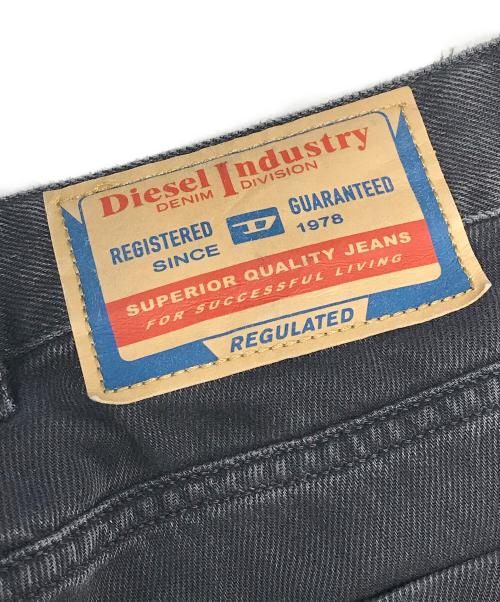 Diesel Industry
DENIM DIVISION
REGISTERED D GUARANTEED
SINCE 1978
SUPERIOR QUALITY JEANS
FOR SUCCESSFUL LIVING
REGULATED